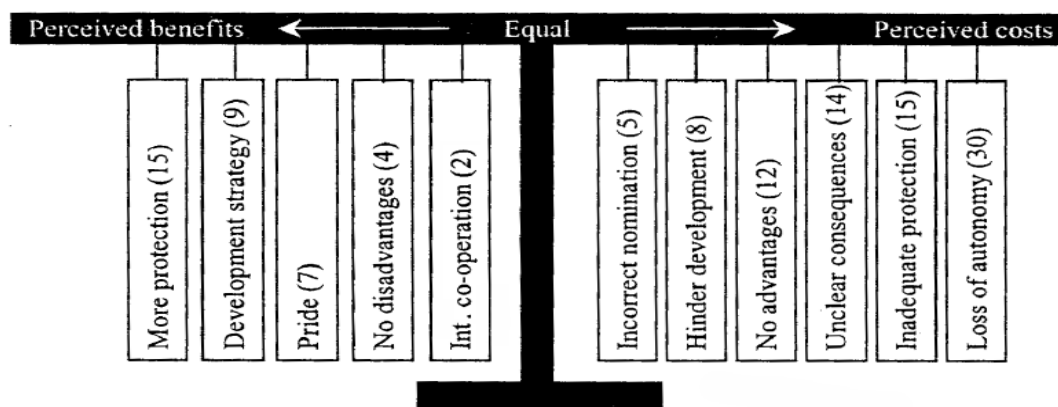 Perceived benefits
Equal
Perceived costs
More protection (15)
Development strategy (9)
Pride (7)
No disadvantages (4)
Int. co-operation (2)
Incorrect nomination (5)
Hinder development (8)
No advantages (12)
Unclear consequences (14)
Inadequate protection (15)
Loss of autonomy (30)